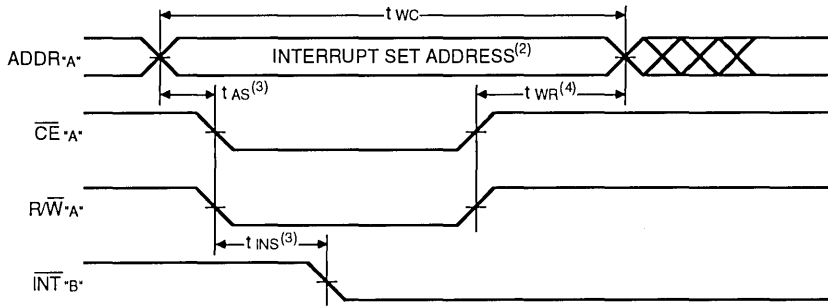 t WC
ADDR"A"
INTERRUPT SET ADDRESS(2)
t AS(3)
t WR(4)
CE "A"
R/W"A"
t INS(3)
INT"B"